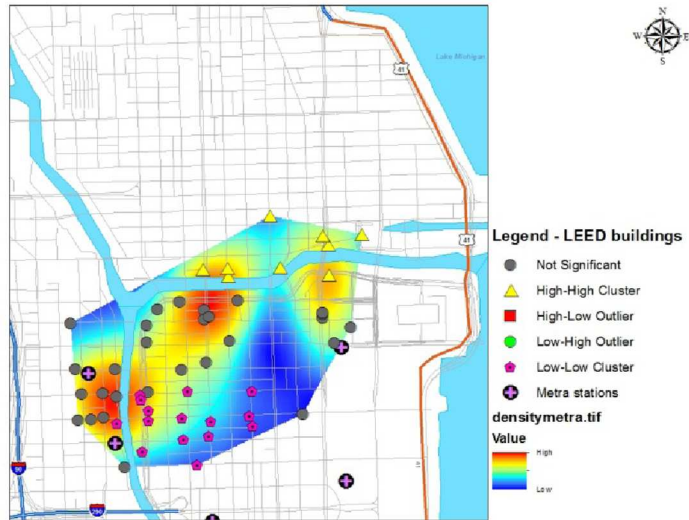 N
W E
S
Lake Michigan
41
41
Legend - LEED buildings
Not Significant
High-High Cluster
High-Low Outlier
Low-High Outlier
Low-Low Cluster
Metra stations
densitymetra.tif
Value
High
Low
90
290